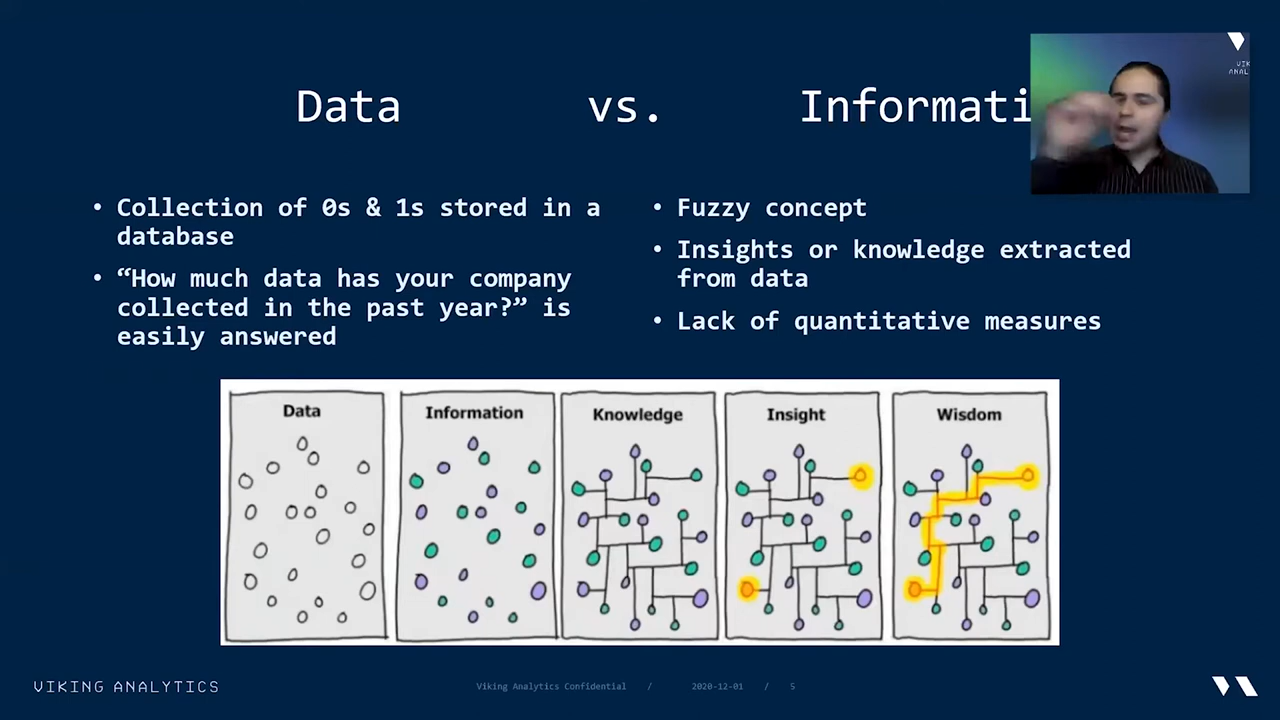 Data vs. Informati
VIK
ANAL
• Collection of 0s & 1s stored in a
database
• “How much data has your company
collected in the past year?” is
easily answered
• Fuzzy concept
• Insights or knowledge extracted
from data
• Lack of quantitative measures
Data
Information
Knowledge
Insight
Wisdom
VIKING ANALYTICS
Viking Analytics Confidential / 2020-12-01 / 5